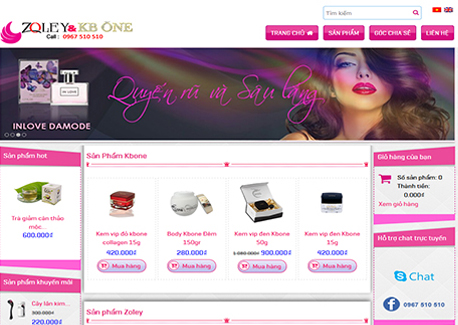 ZOLEY & KB ÔNE
Call : 0967 510 510
Tìm kiếm
TRANG CHỦ
SẢN PHẨM
GÓC CHIA SẺ
LIÊN HỆ
Quyến rũ và Sâu lắng
INLOVE DAMODE
Sản phẩm hot
Trà giảm cân thảo
mộc...
600.000đ
Sản phẩm khuyến mãi
Cây lăn kem...
300.000đ
220.000đ
Sản Phẩm Kbone
Kem vip đỏ kbone
collagen 15g
420.000đ
Mua hàng
Body Kbone Đêm
150gr
280.000đ
Mua hàng
Kem vip đen Kbone
50g
1.080.000đ 900.000đ
Mua hàng
Kem vip đen Kbone
15g
420.000đ
Mua hàng
Sản Phẩm Zoley
Giỏ hàng của bạn
Số sản phẩm: 0
Thành tiền:
0.000đ
Xem giỏ hàng
Hỗ trợ chat trực tuyến
Chat
0967 510 510